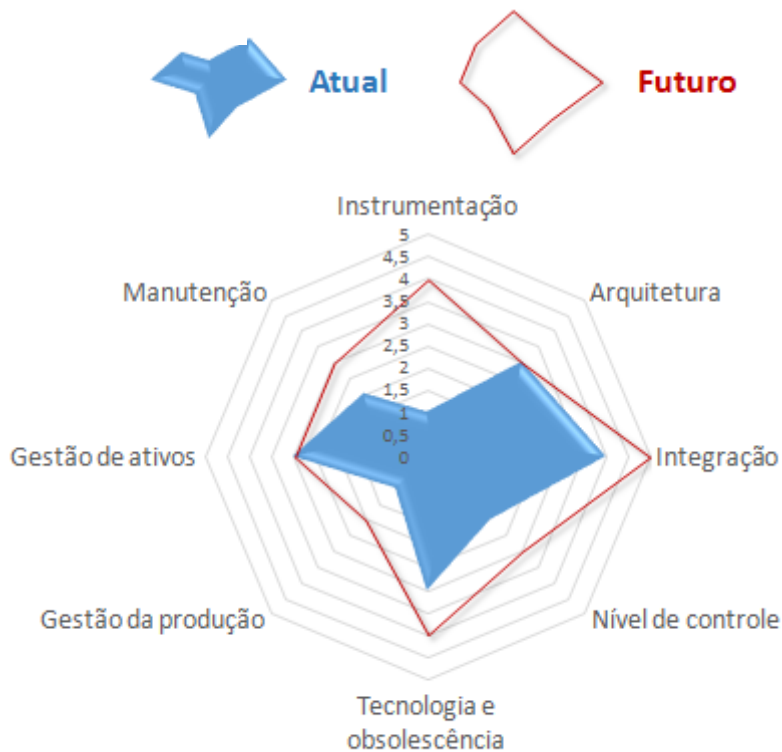 Atual
Futuro
Instrumentação
5
4,5
4
3,5
3
2,5
2
1,5
1
0,5
0
Arquitetura
Integração
Nível de controle
Tecnologia e
obsolescência
Gestão da produção
Gestão de ativos
Manutenção